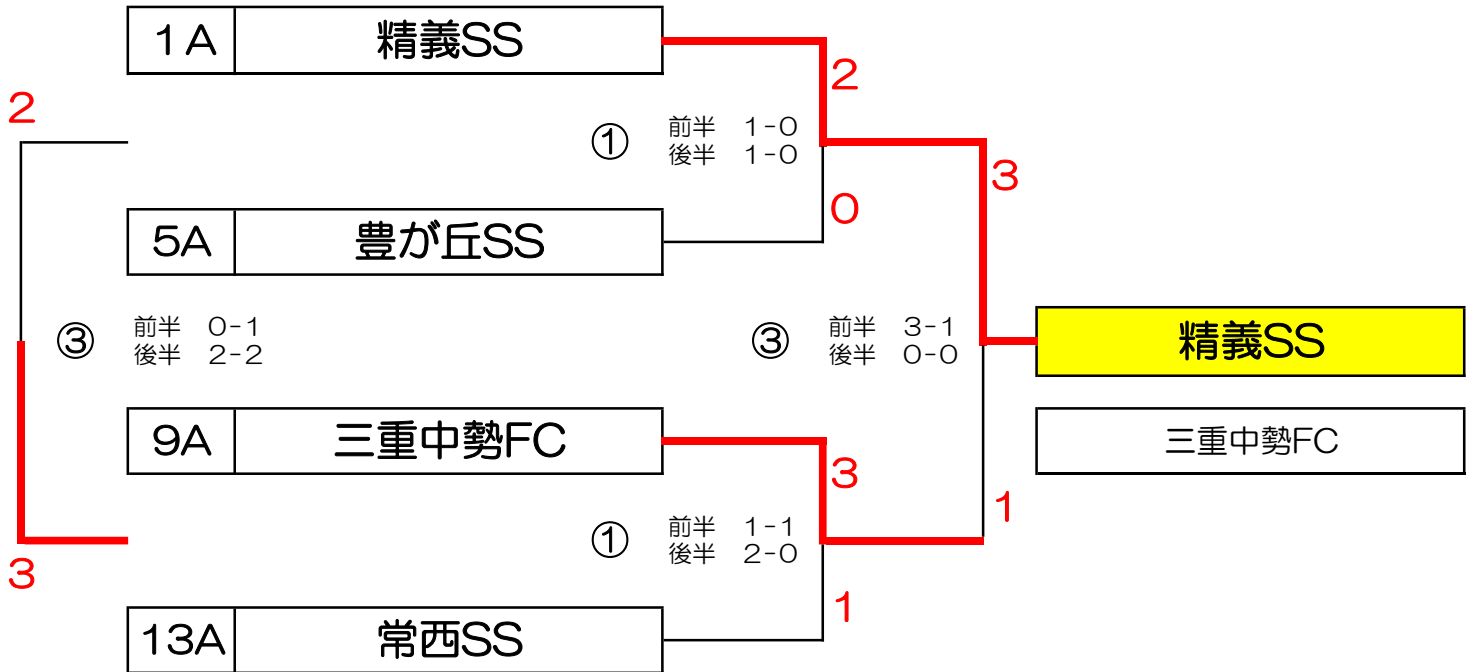 1A 精義SS
2
2
① 前半 1-0
後半 1-0
3
0
5A 豊が丘SS
③ 前半 0-1
後半 2-2
③ 前半 3-1
後半 0-0
精義SS
9A 三重中勢FC
三重中勢FC
3
1
① 前半 1-1
後半 2-0
3
1
13A 常西SS